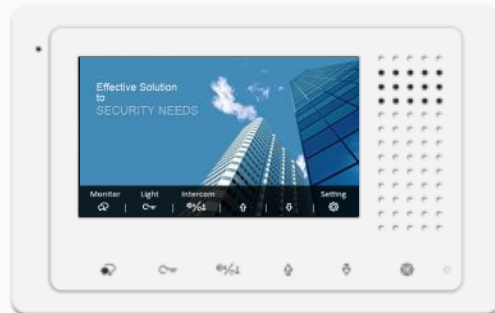 Effective Solution
to
SECURITY NEEDS
Monitor Light Intercom Setting